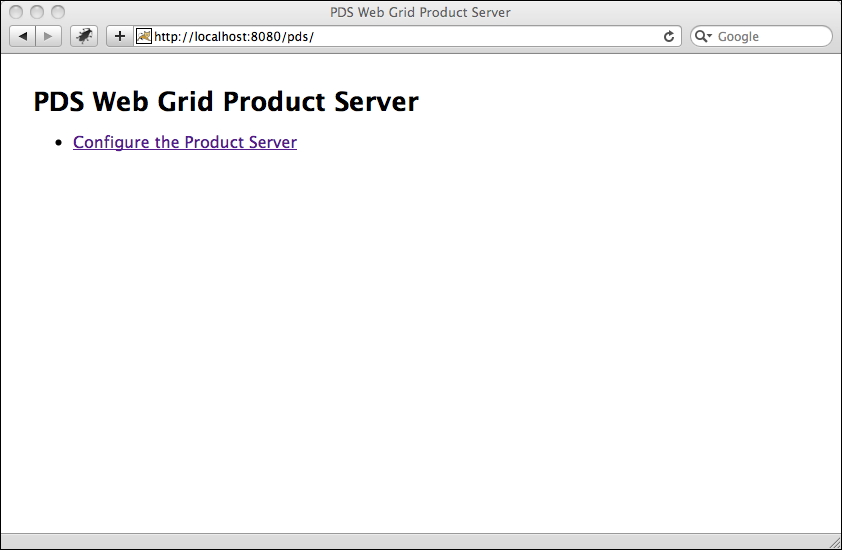 PDS Web Grid Product Server
http://localhost:8080/pds/
Google
PDS Web Grid Product Server
Configure the Product Server